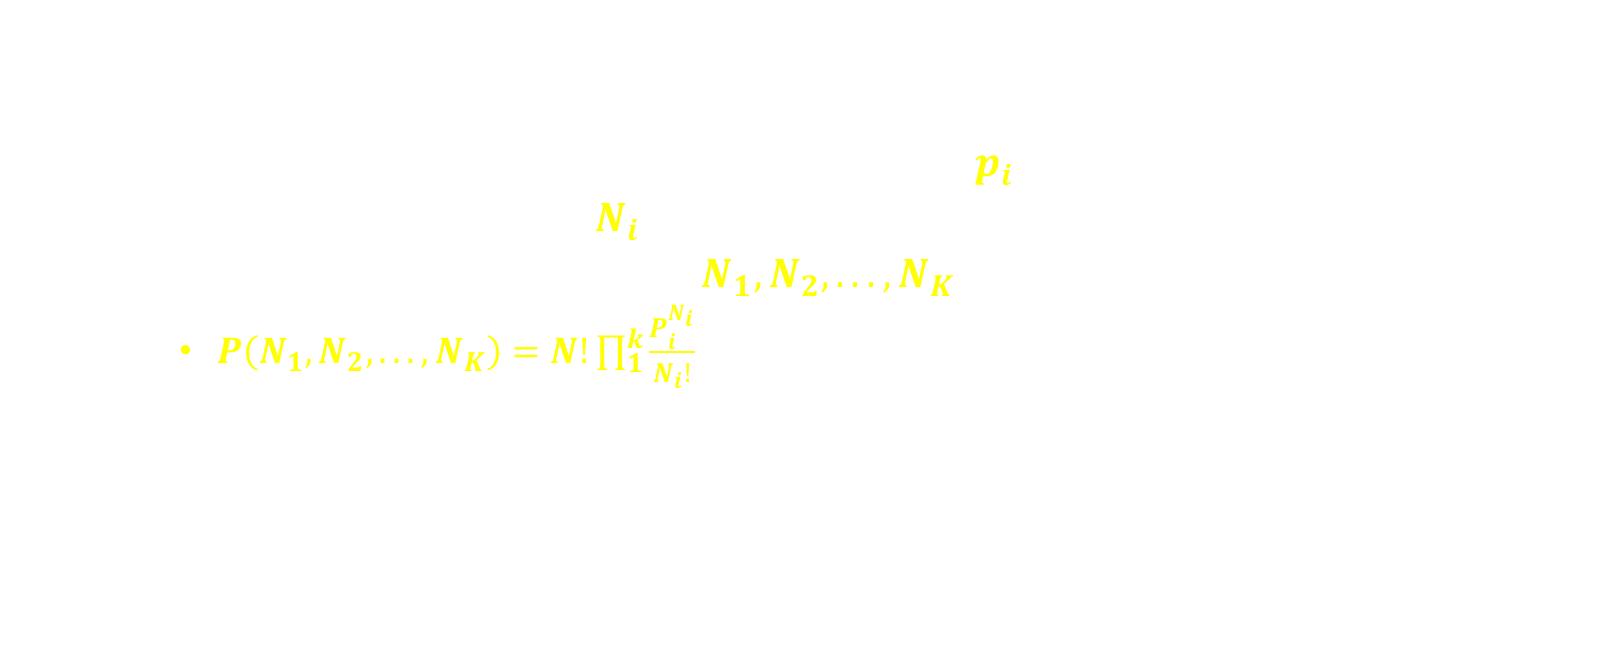 pᵢ
Nᵢ
N₁, N₂, . . . , N_K
• P(N₁, N₂, . . . , N_K) = N! ∏₁ᵏ Pᵢ^Nᵢ / Nᵢ!